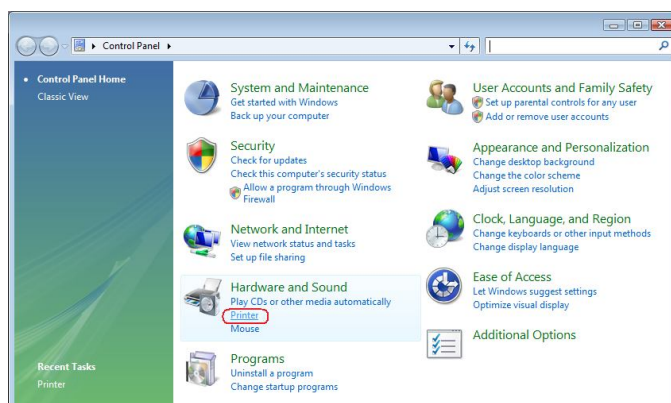 Control Panel
Control Panel Home
Classic View
Recent Tasks
Printer
System and Maintenance
Get started with Windows
Back up your computer
Security
Check for updates
Check this computer's security status
Allow a program through Windows
Firewall
Network and Internet
View network status and tasks
Set up file sharing
Hardware and Sound
Play CDs or other media automatically
Printer
Mouse
Programs
Uninstall a program
Change startup programs
User Accounts and Family Safety
Set up parental controls for any user
Add or remove user accounts
Appearance and Personalization
Change desktop background
Change the color scheme
Adjust screen resolution
Clock, Language, and Region
Change keyboards or other input methods
Change display language
Ease of Access
Let Windows suggest settings
Optimize visual display
Additional Options